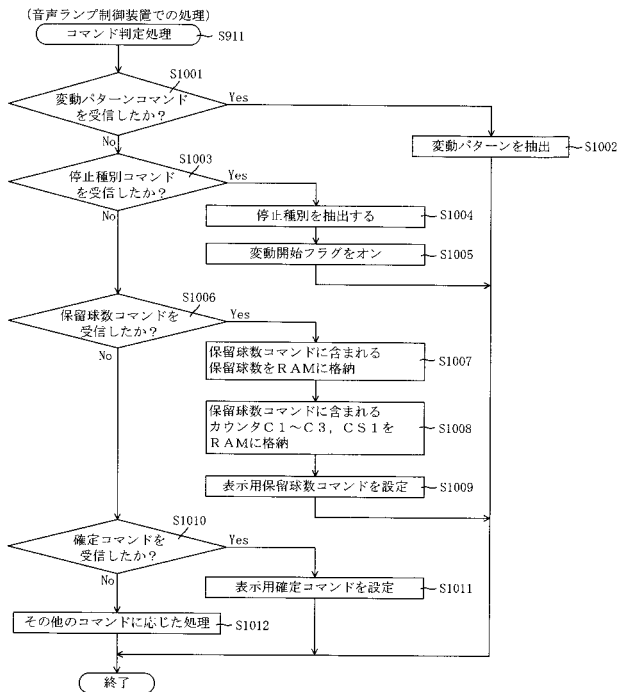 (音声ランプ制御装置での処理)
コマンド判定処理 S911
S1001
変動パターンコマンド
を受信したか?
Yes
No
変動パターンを抽出 S1002
S1003
停止種別コマンド
を受信したか?
Yes
No
停止種別を抽出する S1004
変動開始フラグをオン S1005
S1006
保留球数コマンドを
受信したか?
Yes
No
保留球数コマンドに含まれる
保留球数をRAMに格納
S1007
保留球数コマンドに含まれる
カウンタC1~C3, CS1を
RAMに格納
S1008
表示用保留球数コマンドを設定 S1009
S1010
確定コマンドを
受信したか?
Yes
No
表示用確定コマンドを設定 S1011
その他のコマンドに応じた処理 S1012
終了